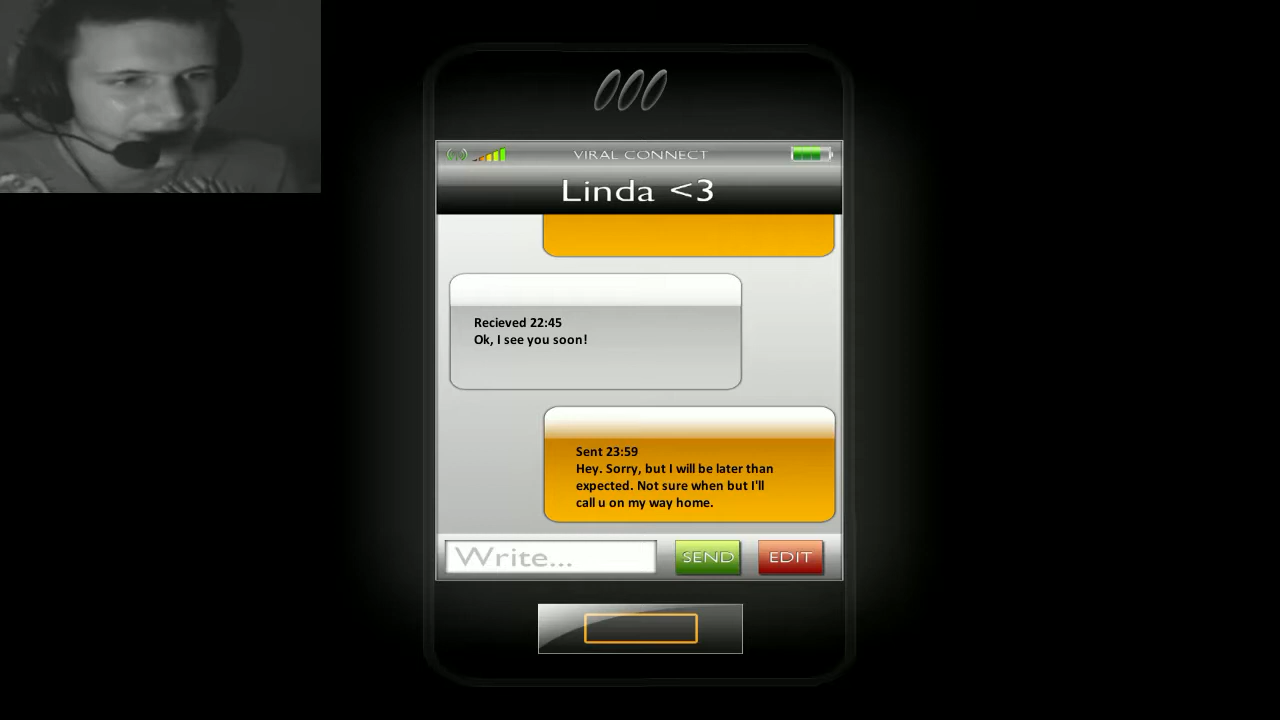 VIRAL CONNECT
Linda <3
Recieved 22:45
Ok, I see you soon!
Sent 23:59
Hey. Sorry, but I will be later than
expected. Not sure when but I'll
call u on my way home.
Write...
SEND
EDIT